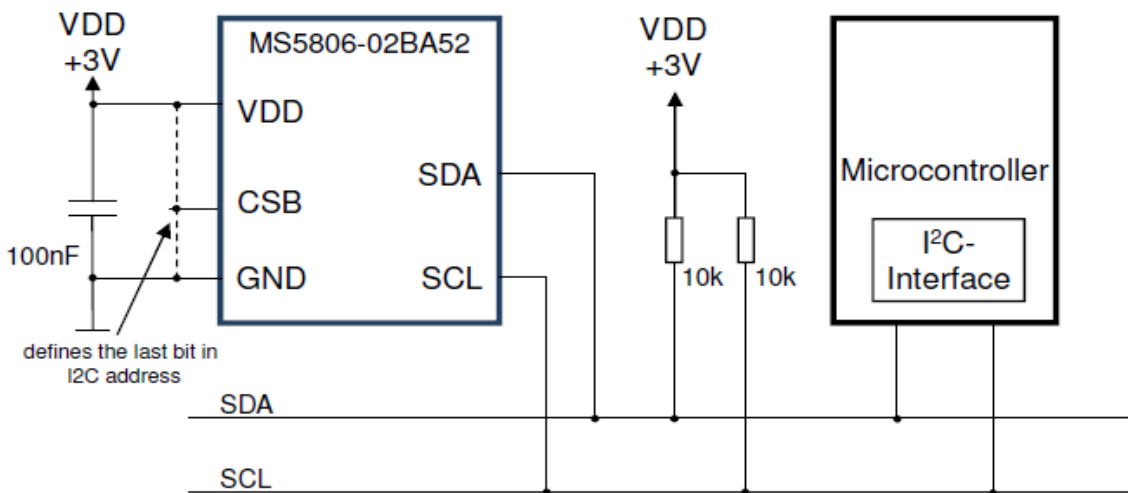 VDD
+3V
MS5806-02BA52
VDD
CSB
GND
SDA
SCL
100nF
defines the last bit in
I2C address
VDD
+3V
10k
10k
Microcontroller
I²C-
Interface
SDA
SCL